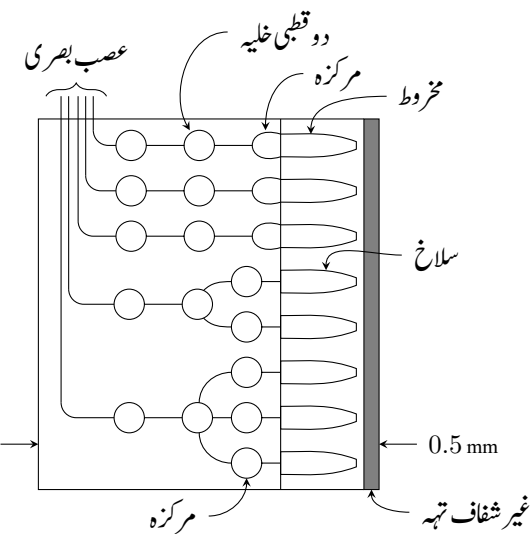 دو قطبی خلیہ
عصب بصری
مرکزہ
مخروط
سلاخ
0.5 mm
غیر شفاف تہہ
مرکزہ